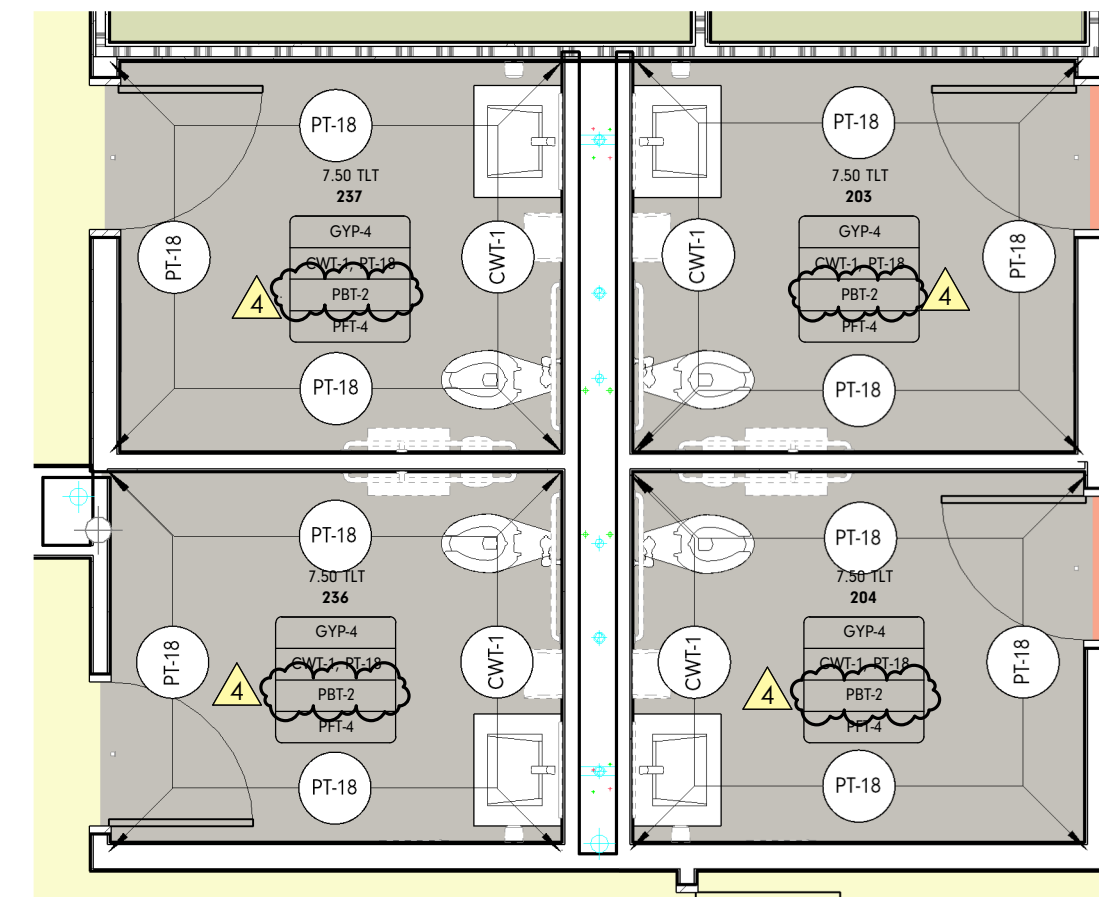 PT-18
7.50 TLT
237
PT-18
CWT-1
GYP-4
CWT-1, PT-18
4
PBT-2
PFT-4
PT-18
PT-18
7.50 TLT
203
CWT-1
PT-18
GYP-4
CWT-1, PT-18
PBT-2
4
PFT-4
PT-18
PT-18
7.50 TLT
236
GYP-4
PT-18
CWT-1
CWT-1, PT-18
4
PBT-2
PFT-4
PT-18
PT-18
7.50 TLT
204
GYP-4
CWT-1
PT-18
CWT-1, PT-18
4
PBT-2
PFT-4
PT-18